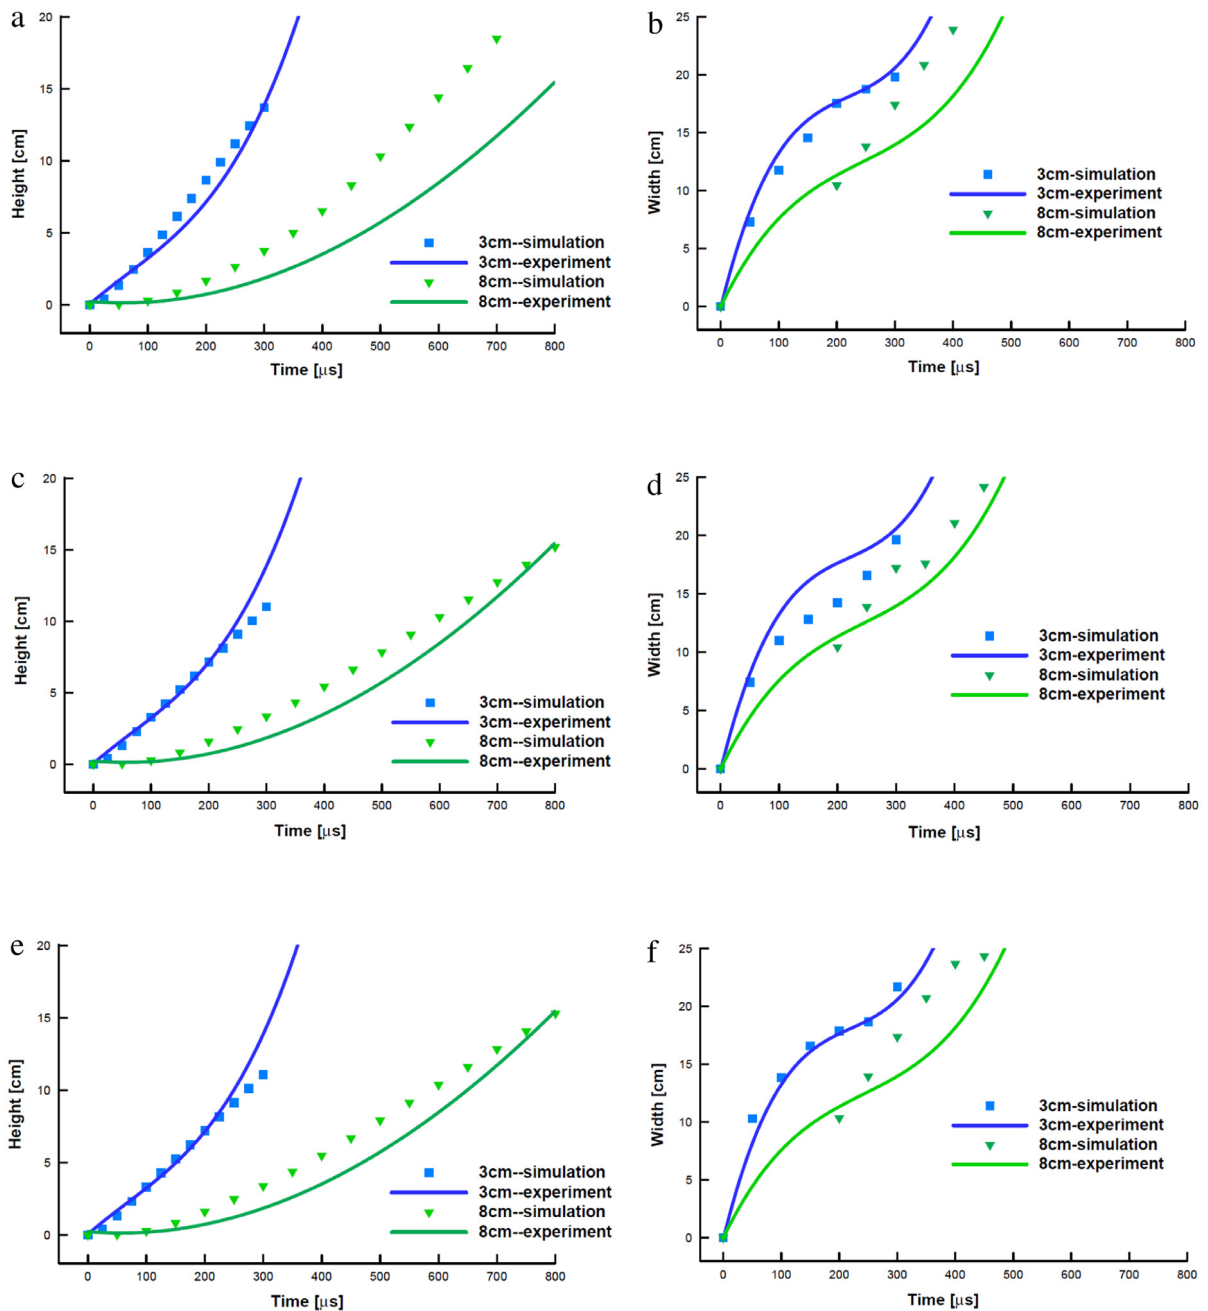 a
20
15
10
5
0
Height [cm]
3cm--simulation
3cm--experiment
8cm--simulation
8cm--experiment
0 100 200 300 400 500 600 700 800
Time [μs]
b
25
20
15
10
5
0
Width [cm]
3cm-simulation
3cm-experiment
8cm-simulation
8cm-experiment
0 100 200 300 400 500 600 700 800
Time [μs]
c
20
15
10
5
0
Height [cm]
3cm--simulation
3cm--experiment
8cm--simulation
8cm--experiment
0 100 200 300 400 500 600 700 800
Time [μs]
d
25
20
15
10
5
0
Width [cm]
3cm-simulation
3cm-experiment
8cm-simulation
8cm-experiment
0 100 200 300 400 500 600 700 800
Time [μs]
e
20
15
10
5
0
Height [cm]
3cm--simulation
3cm--experiment
8cm--simulation
8cm--experiment
0 100 200 300 400 500 600 700 800
Time [μs]
f
25
20
15
10
5
0
Width [cm]
3cm-simulation
3cm-experiment
8cm-simulation
8cm-experiment
0 100 200 300 400 500 600 700 800
Time [μs]